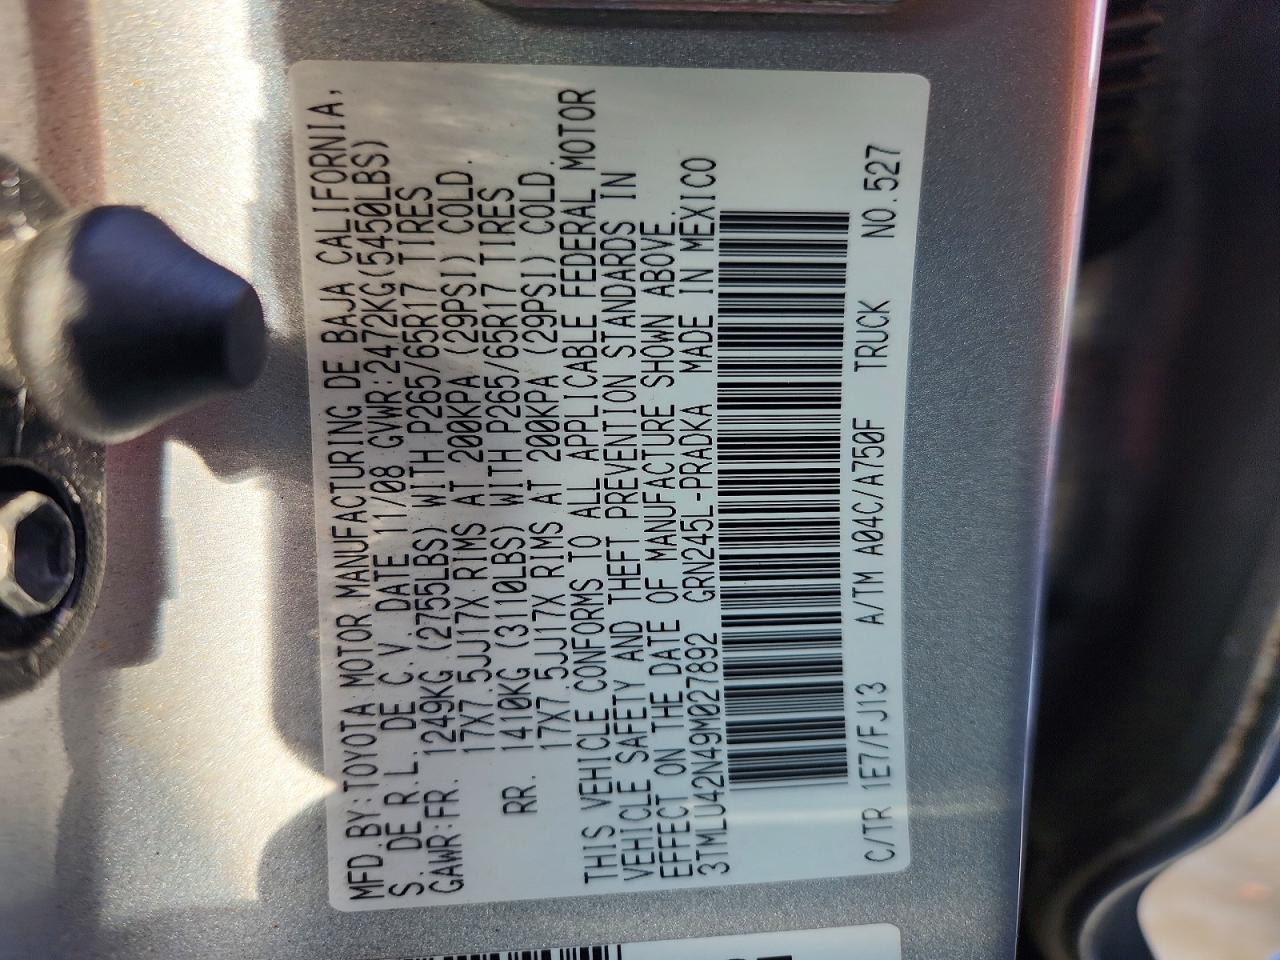 MFD.BY:TOYOTA MOTOR MANUFACTURING DE BAJA CALIFORNIA,
S. DE R.L. DE C.V. DATE 11/08 GVWR:2472KG(5450LBS)
GAWR:FR. 1249KG (2755LBS) WITH P265/65R17 TIRES
17X7.5JJ17X RIMS AT 200KPA (29PSI) COLD.
RR. 1410KG (3110LBS) WITH P265/65R17 TIRES
17X7.5JJ17X RIMS AT 200KPA (29PSI) COLD.
THIS VEHICLE CONFORMS TO ALL APPLICABLE FEDERAL MOTOR
VEHICLE SAFETY AND THEFT PREVENTION STANDARDS IN
EFFECT ON THE DATE OF MANUFACTURE SHOWN ABOVE.
3TMLU42N49M027892 GRN245L-PRADKA MADE IN MEXICO
C/TR 1E7/FJ13 A/TM A04C/A750F TRUCK NO.527